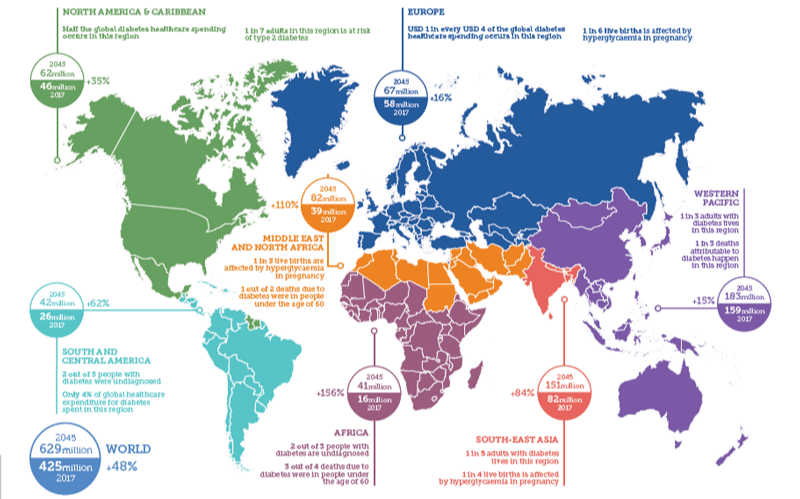 NORTH AMERICA & CARIBBEAN
Half the global diabetes healthcare spending
occurs in this region
1 in 7 adults in this region is at risk
of type 2 diabetes
2045
62million
46million
2017
+35%
EUROPE
USD 1 in every USD 4 of the global diabetes
healthcare spending occurs in this region
1 in 6 live births is affected by
hyperglycaemia in pregnancy
2045
67million
58million
2017
+16%
2045
82million
39million
2017
+110%
MIDDLE EAST
AND NORTH AFRICA
1 in 5 live births are
affected by hyperglycaemia
in pregnancy
1 out of 2 deaths due to
diabetes were in people
under the age of 60
WESTERN
PACIFIC
1 in 3 adults with
diabetes lives
in this region
1 in 3 deaths
attributable to
diabetes happen
in this region
2045
183million
159million
2017
+15%
2045
42million
26million
2017
+62%
SOUTH AND
CENTRAL AMERICA
2 out of 5 people with
diabetes were undiagnosed
Only 4% of global healthcare
expenditure for diabetes
spent in this region
2045
41million
16million
2017
+156%
AFRICA
2 out of 3 people with
diabetes are undiagnosed
3 out of 4 deaths due to
diabetes were in people under
the age of 60
2045
151million
82million
2017
+84%
SOUTH-EAST ASIA
1 in 5 adults with diabetes
lives in this region
1 in 4 live births is affected
by hyperglycaemia in pregnancy
2045
629million
425million
2017
WORLD
+48%